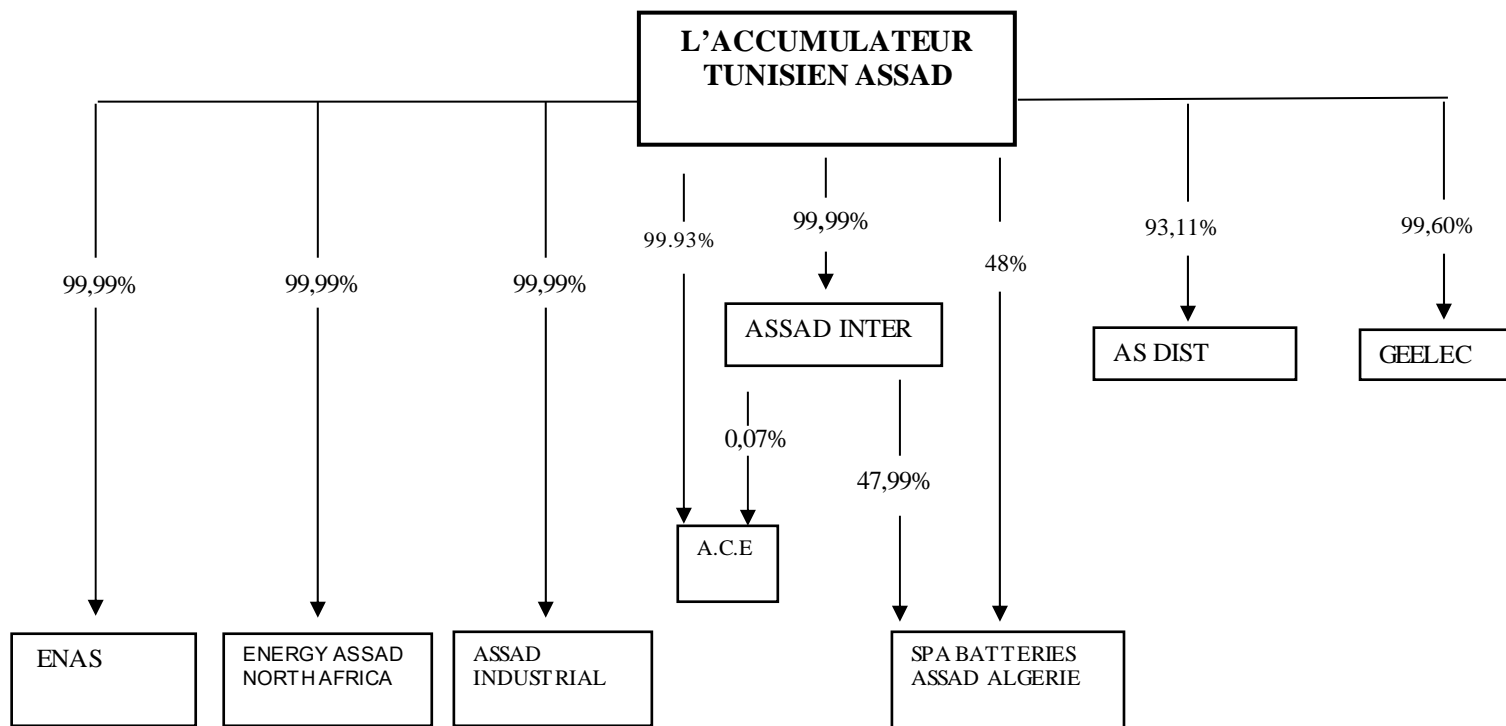 L’ACCUMULATEUR
TUNISIEN ASSAD
99,99%
99,99%
99,99%
99.93%
99,99%
48%
93,11%
99,60%
ASSAD INTER
AS DIST
GEELEC
0,07%
47,99%
A.C.E
ENAS
ENERGY ASSAD
NORTH AFRICA
ASSAD
INDUSTRIAL
SPA BATTERIES
ASSAD ALGERIE